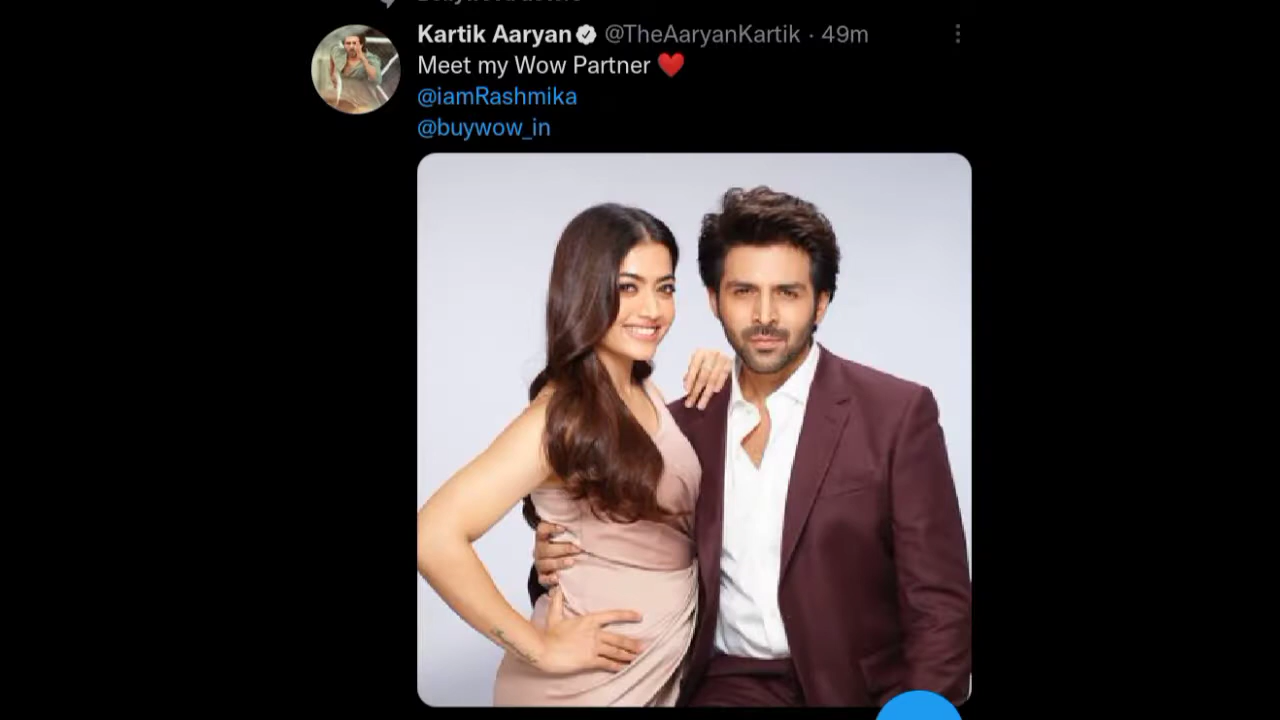 Kartik Aaryan @TheAaryanKartik · 49m
Meet my Wow Partner ❤️
@iamRashmika
@buywow_in